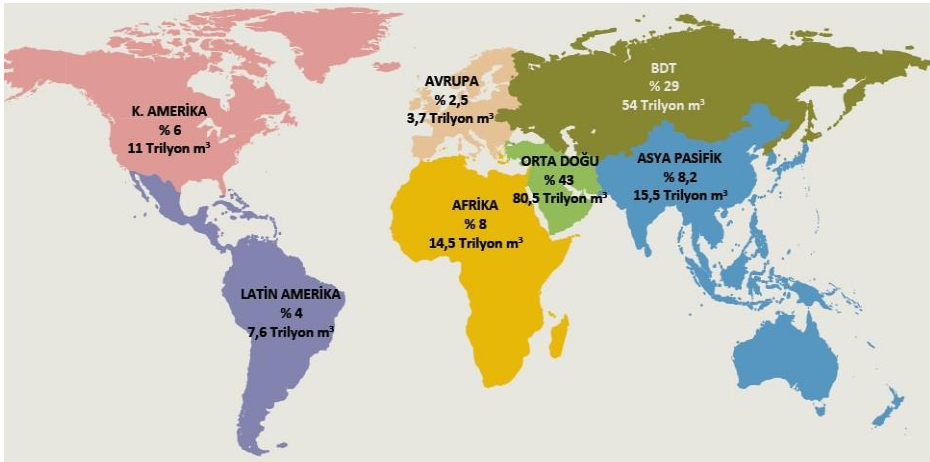 AVRUPA
% 2,5
3,7 Trilyon m³
BDT
% 29
54 Trilyon m³
K. AMERİKA
% 6
11 Trilyon m³
ORTA DOĞU
% 43
80,5 Trilyon m³
ASYA PASİFİK
% 8,2
15,5 Trilyon m³
AFRİKA
% 8
14,5 Trilyon m³
LATİN AMERİKA
% 4
7,6 Trilyon m³